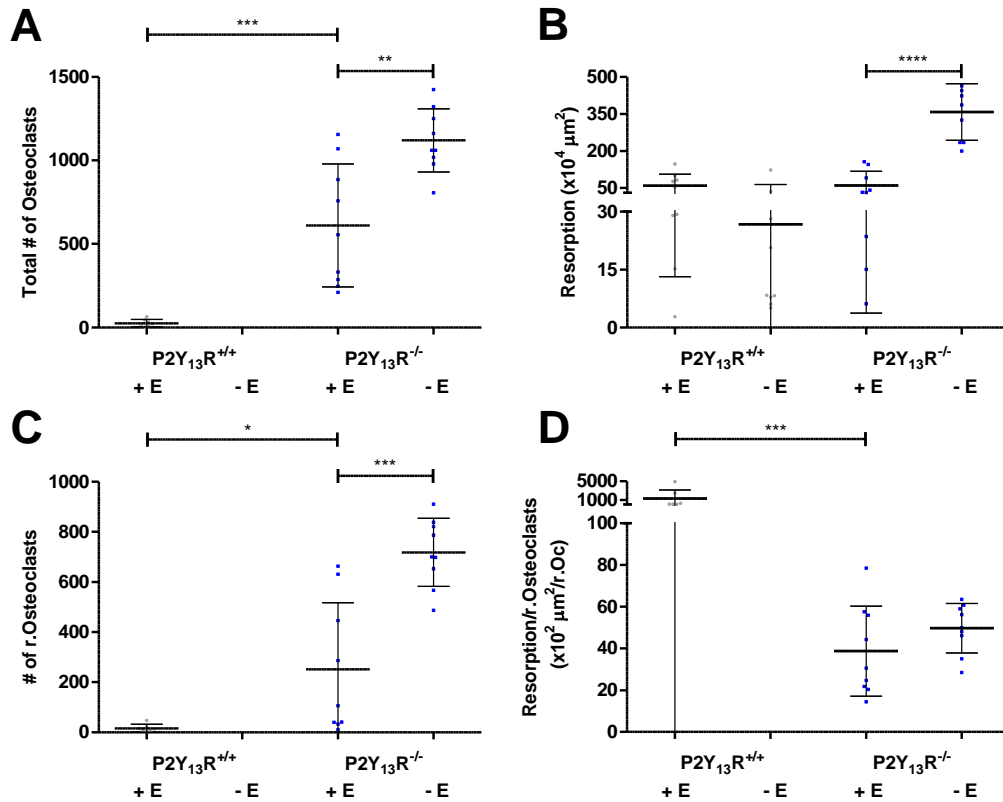 A
***
**
1500
1000
500
0
Total # of Osteoclasts
P2Y₁₃R⁺/⁺ P2Y₁₃R⁻/⁻
+ E - E + E - E
B
****
500
350
200
50
30
15
0
Resorption (x10⁴ µm²)
P2Y₁₃R⁺/⁺ P2Y₁₃R⁻/⁻
+ E - E + E - E
C
*
***
1000
800
600
400
200
0
# of r.Osteoclasts
P2Y₁₃R⁺/⁺ P2Y₁₃R⁻/⁻
+ E - E + E - E
D
***
5000
1000
100
80
60
40
20
0
Resorption/r.Osteoclasts
(x10² µm²/r.Oc)
P2Y₁₃R⁺/⁺ P2Y₁₃R⁻/⁻
+ E - E + E - E